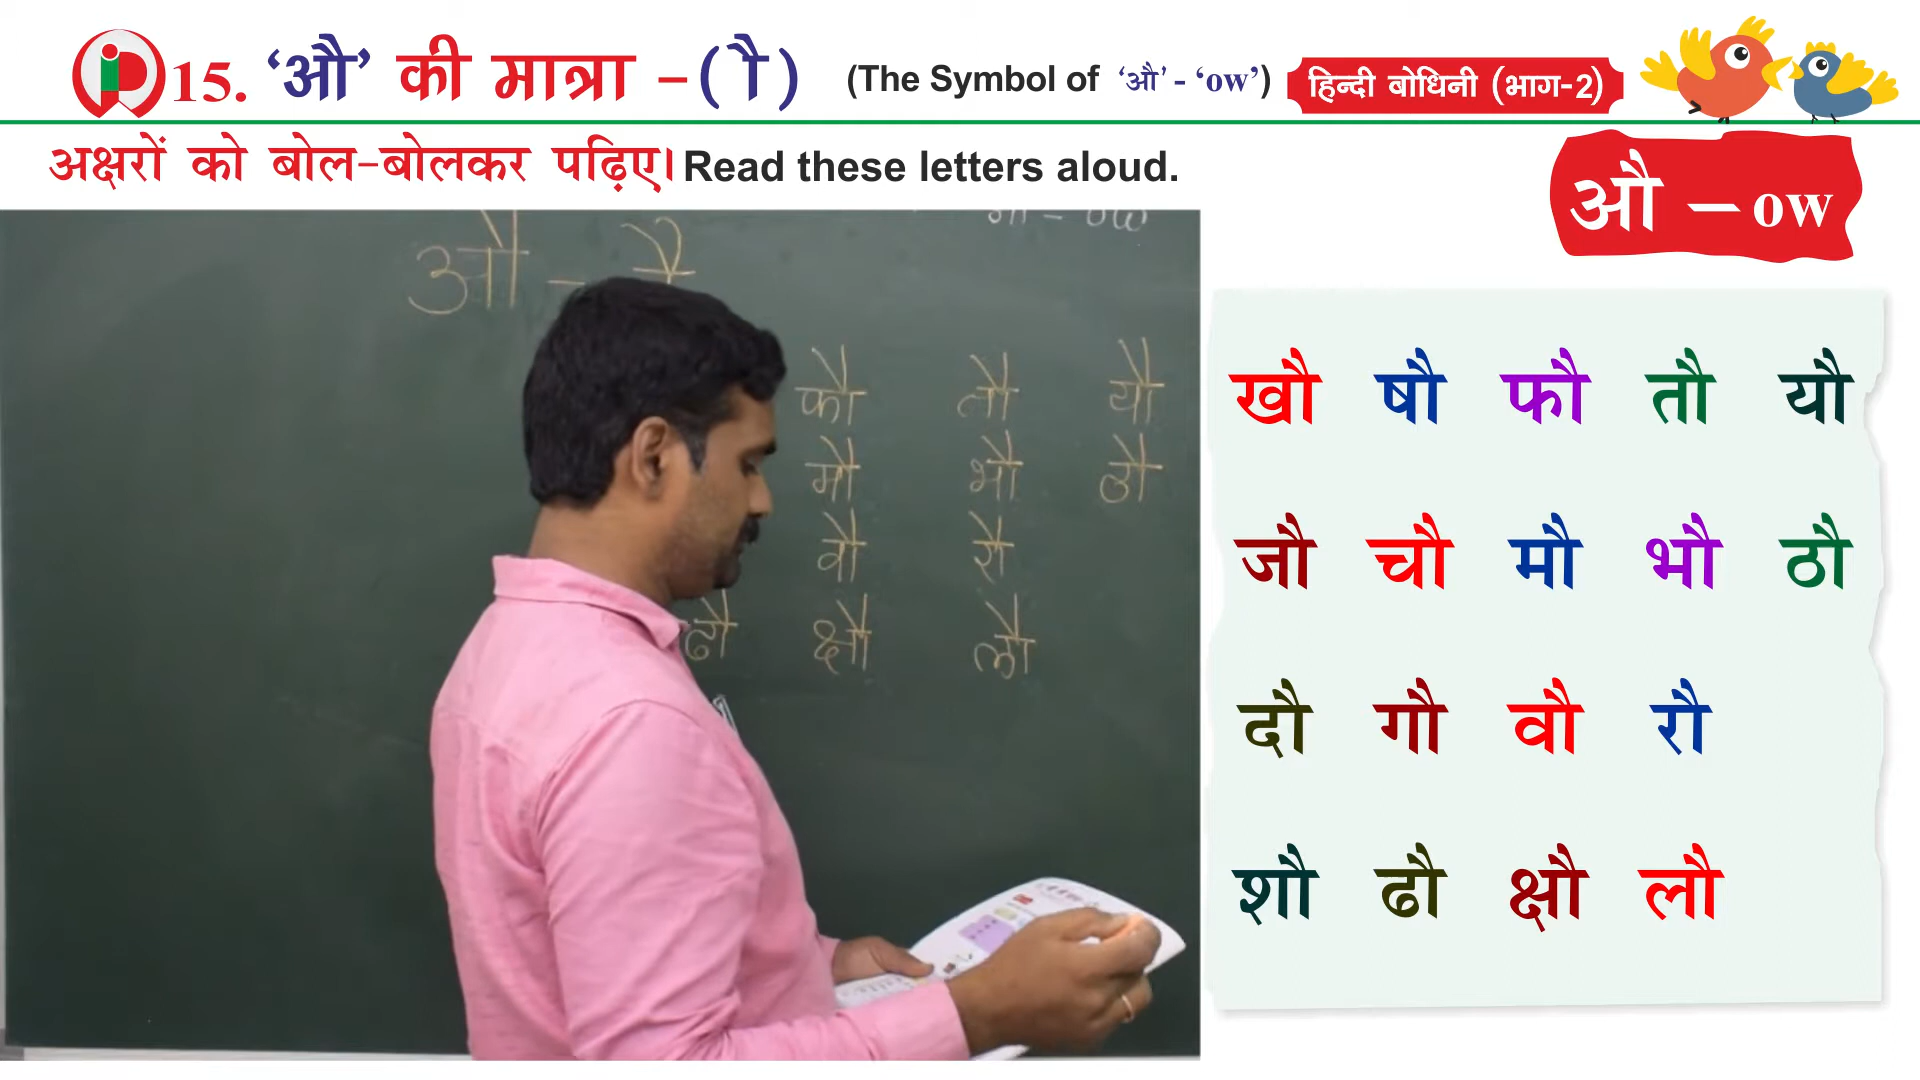 15. ‘औ’ की मात्रा - ( ौ ) (The Symbol of ‘औ’ - ‘ow’) हिन्दी बोधिनी (भाग-2)
अक्षरों को बोल-बोलकर पढ़िए। Read these letters aloud.
औ – ow
औ - ौ
फौ तौ यौ
मौ भौ ठौ
वौ रौ
ढौ क्षौ लौ
खौ षौ फौ तौ यौ
जौ चौ मौ भौ ठौ
दौ गौ वौ रौ
शौ ढौ क्षौ लौ